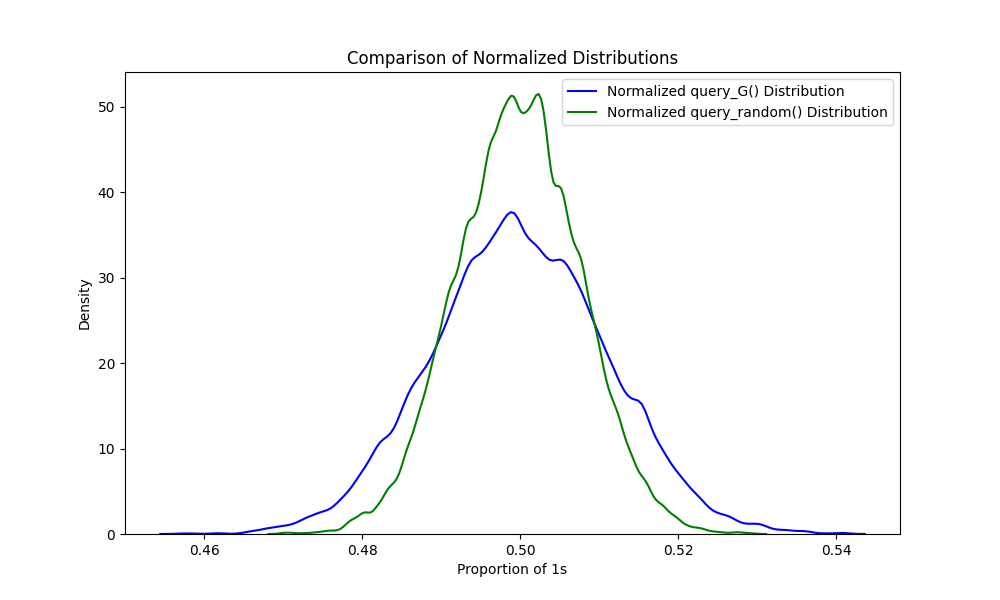 Comparison of Normalized Distributions
Normalized query_G() Distribution
Normalized query_random() Distribution
50
40
30
20
10
0
Density
0.46
0.48
0.50
0.52
0.54
Proportion of 1s